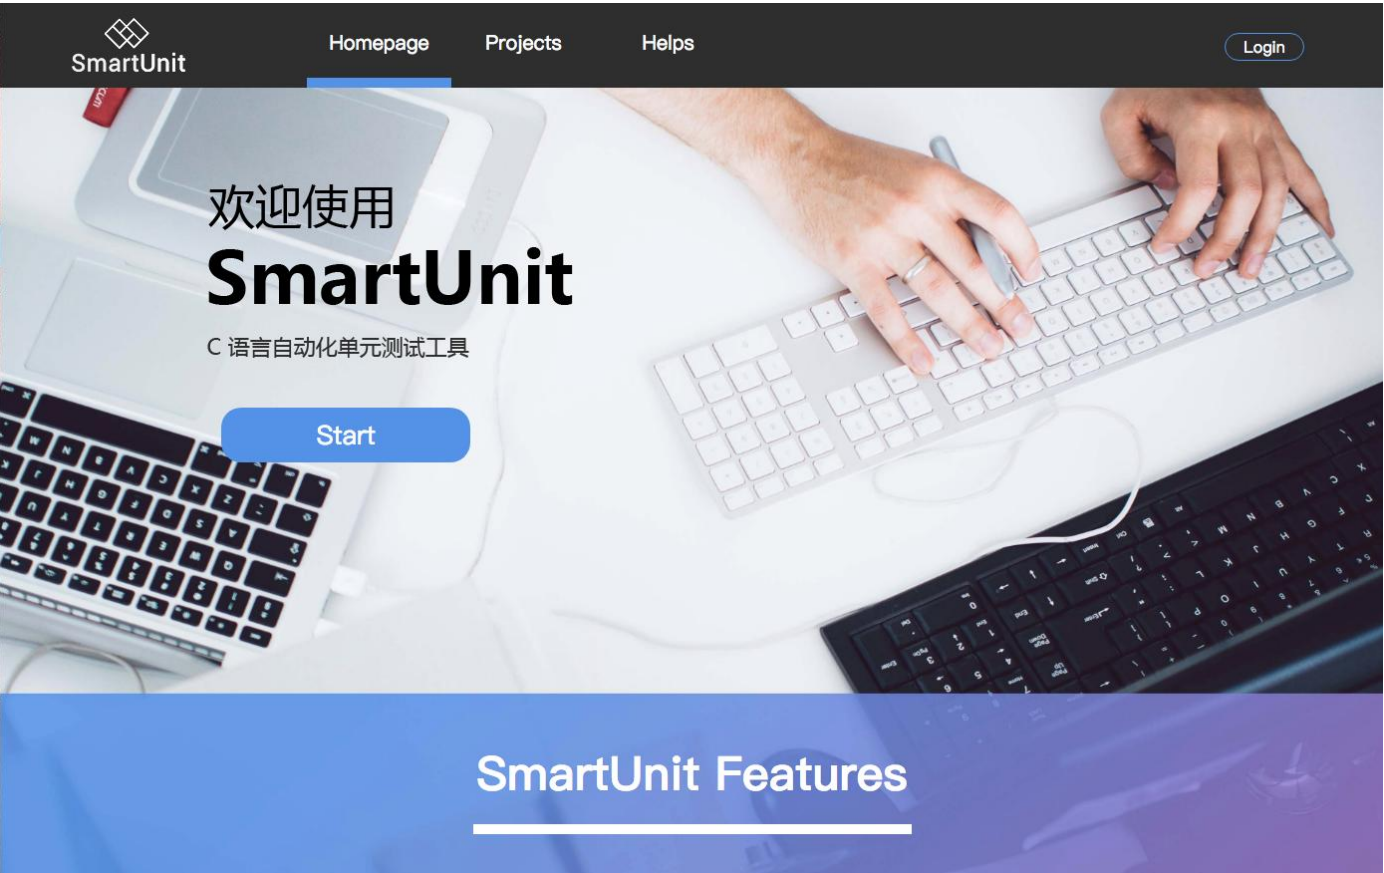 SmartUnit
Homepage
Projects
Helps
Login
欢迎使用
SmartUnit
C 语言自动化单元测试工具
Start
SmartUnit Features